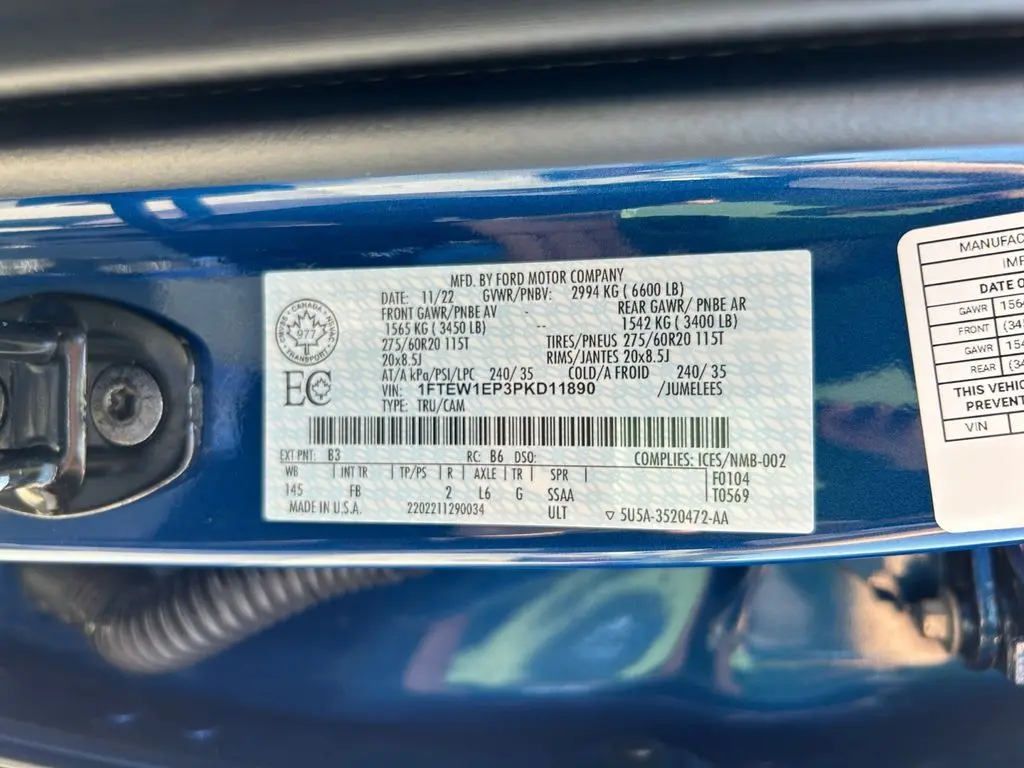 MFD. BY FORD MOTOR COMPANY
DATE: 11/22 GVWR/PNBV: 2994 KG ( 6600 LB)
FRONT GAWR/PNBE AV - REAR GAWR/ PNBE AR
1565 KG ( 3450 LB) -- 1542 KG ( 3400 LB)
275/60R20 115T TIRES/PNEUS 275/60R20 115T
20x8.5J RIMS/JANTES 20x8.5J
AT/A kPa/PSI/LPC 240/ 35 COLD/A FROID 240/ 35
VIN: 1FTEW1EP3PKD11890 /JUMELEES
TYPE: TRU/CAM
CANADA
TRANSPORT
EC
EXT PNT: B3 RC: B6 DSO: COMPLIES: ICES/NMB-002
WB INT TR TP/PS R AXLE TR SPR F0104
145 FB 2 L6 G SSAA T0569
MADE IN U.S.A. 2202211290034 ULT ▽ 5U5A-3520472-AA
MANUFAC
DATE O
GAWR
FRONT (34
GAWR 154
REAR (34
THIS VEHIC
PREVENT
VIN